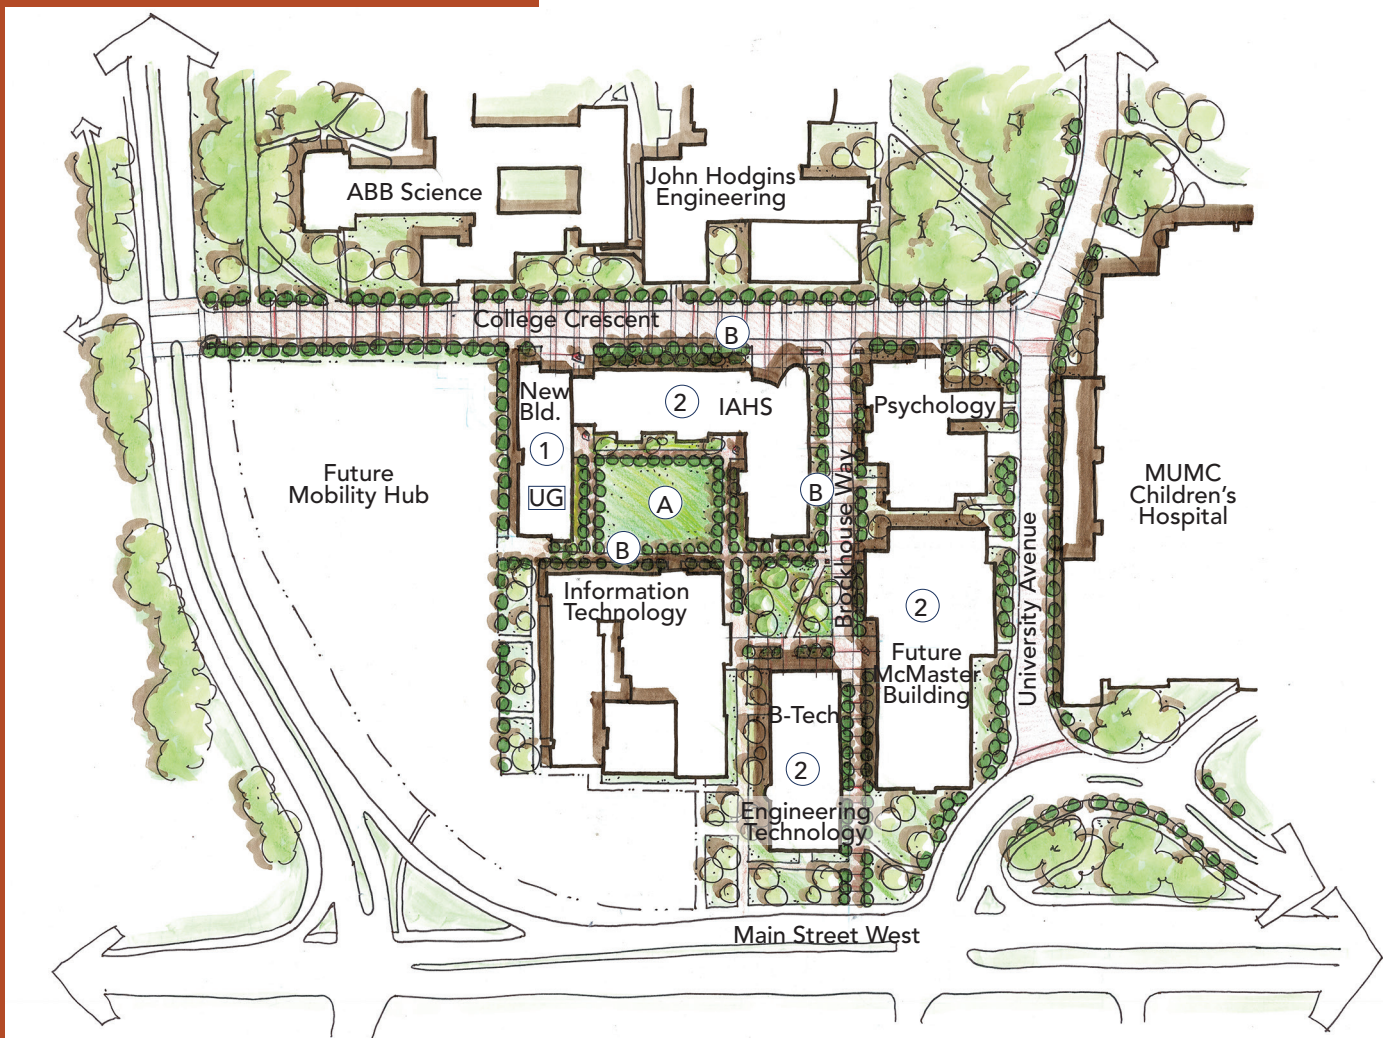 ABB Science
John Hodgins
Engineering
College Crescent
B
New
Bld.
1
UG
2
IAHS
Psychology
Future
Mobility Hub
A
B
B
Brockhouse Way
MUMC
Children's
Hospital
University Avenue
Information
Technology
2
Future
McMaster
Building
B-Tech
2
Engineering
Technology
Main Street West